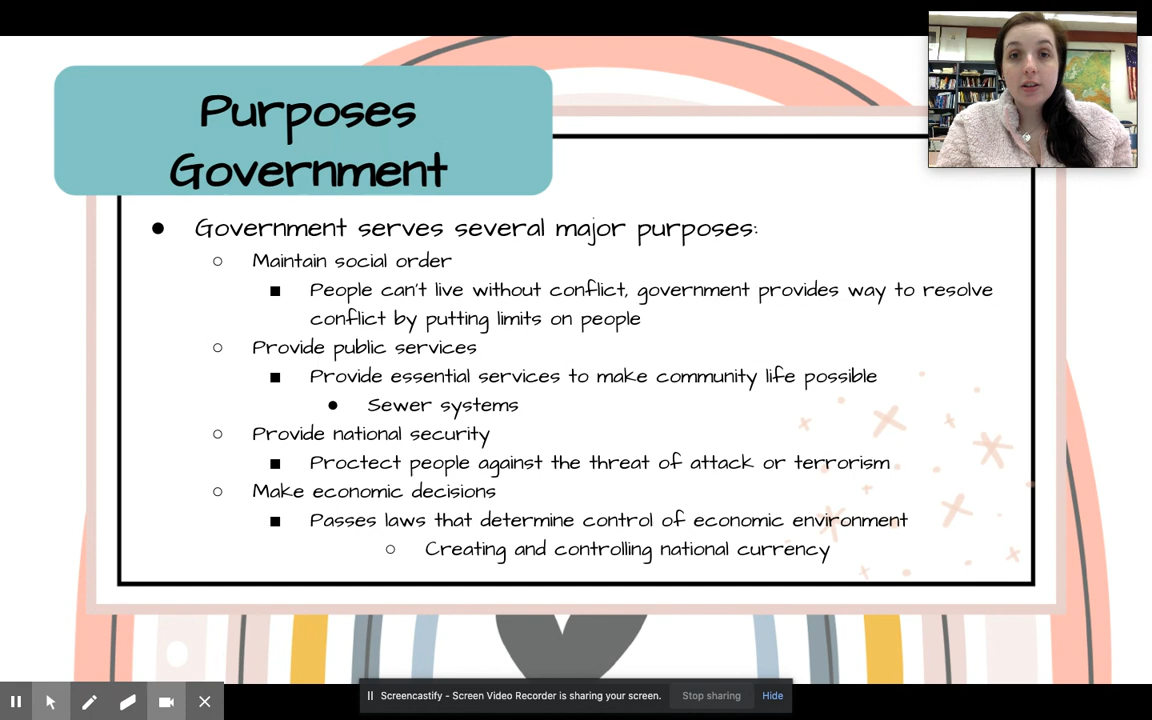 Purposes
Government
● Government serves several major purposes:
○ Maintain social order
■ People can't live without conflict, government provides way to resolve
conflict by putting limits on people
○ Provide public services
■ Provide essential services to make community life possible
● Sewer systems
○ Provide national security
■ Proctect people against the threat of attack or terrorism
○ Make economic decisions
■ Passes laws that determine control of economic environment
○ Creating and controlling national currency
Screencastify - Screen Video Recorder is sharing your screen. Stop sharing Hide